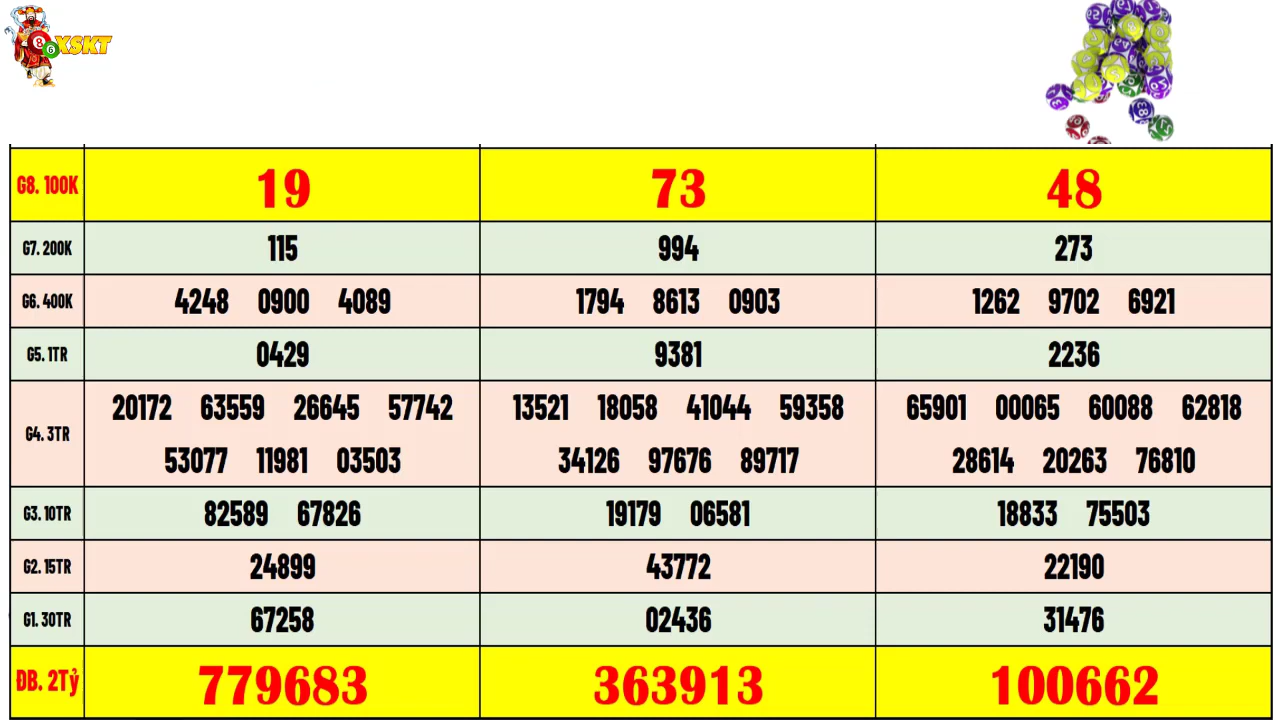 XSKT
G8. 100K 19 73 48
G7. 200K 115 994 273
G6. 400K 4248 0900 4089 1794 8613 0903 1262 9702 6921
G5. 1TR 0429 9381 2236
G4. 3TR 20172 63559 26645 57742 13521 18058 41044 59358 65901 00065 60088 62818
53077 11981 03503 34126 97676 89717 28614 20263 76810
G3. 10TR 82589 67826 19179 06581 18833 75503
G2. 15TR 24899 43772 22190
G1. 30TR 67258 02436 31476
ĐB. 2Tỷ 779683 363913 100662